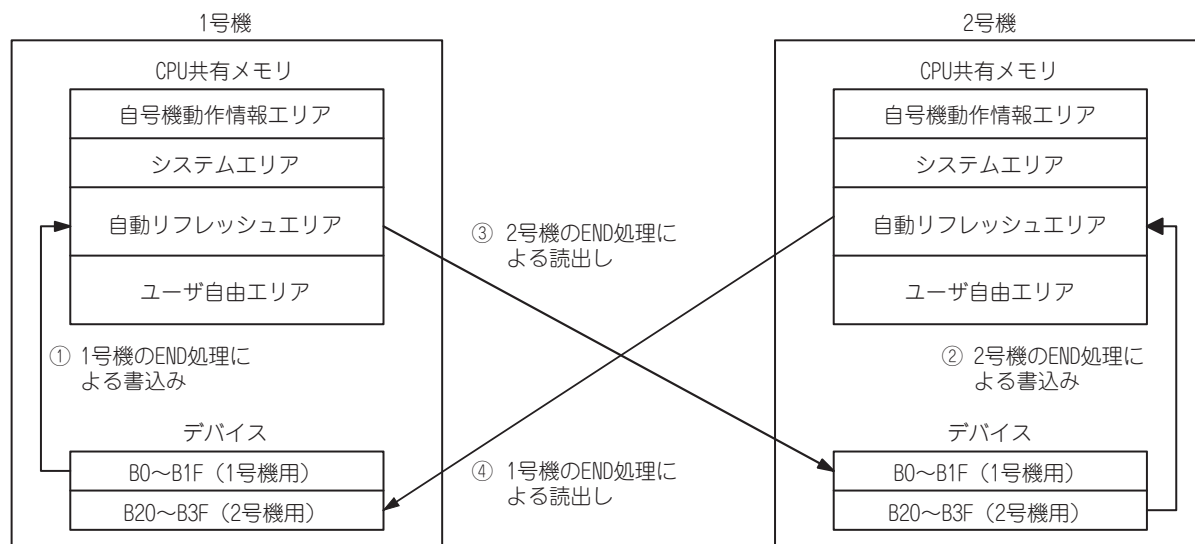 1号機
CPU共有メモリ
自号機動作情報エリア
システムエリア
自動リフレッシュエリア
ユーザ自由エリア
① 1号機のEND処理に
よる書込み
デバイス
B0～B1F（1号機用）
B20～B3F（2号機用）
③ 2号機のEND処理に
よる読出し
④ 1号機のEND処理に
よる読出し
2号機
CPU共有メモリ
自号機動作情報エリア
システムエリア
自動リフレッシュエリア
ユーザ自由エリア
② 2号機のEND処理に
よる書込み
デバイス
B0～B1F（1号機用）
B20～B3F（2号機用）